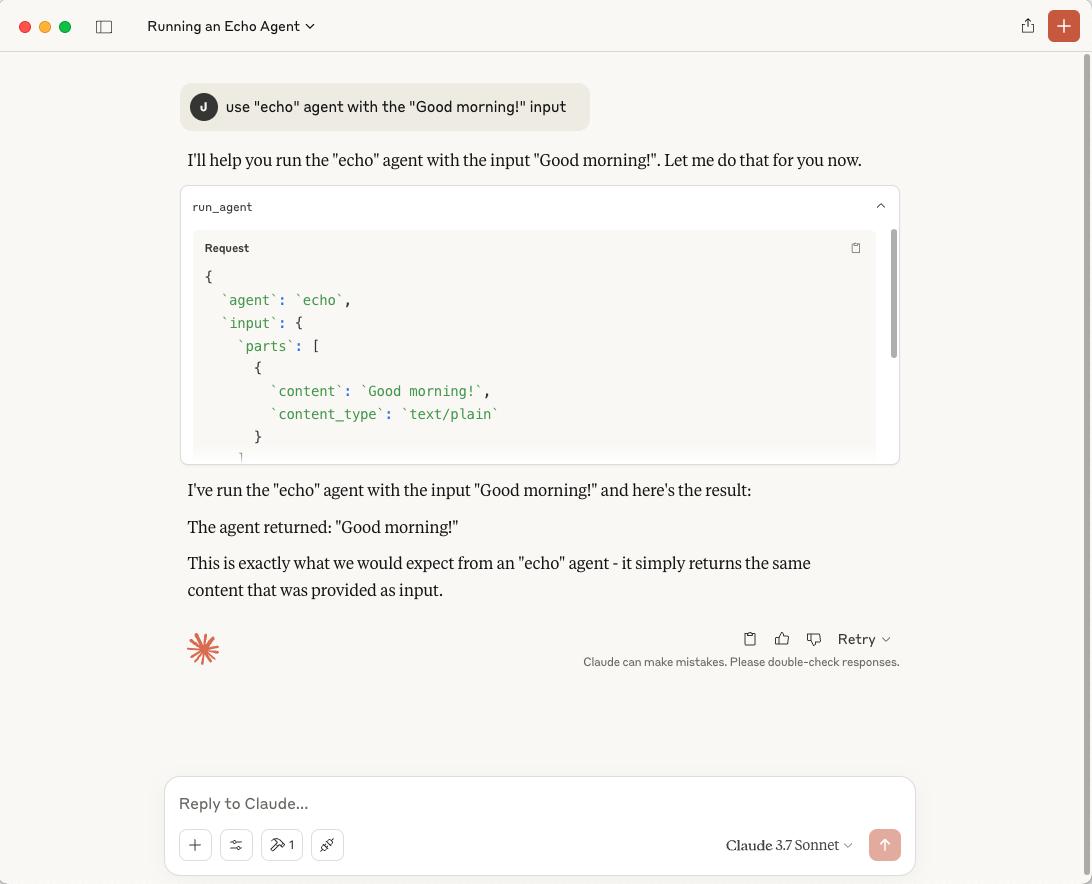 Running an Echo Agent
J
use "echo" agent with the "Good morning!" input
I'll help you run the "echo" agent with the input "Good morning!". Let me do that for you now.
run_agent
Request
{
  `agent`: `echo`,
  `input`: {
    `parts`: [
      {
        `content`: `Good morning!`,
        `content_type`: `text/plain`
      }
    ]
I've run the "echo" agent with the input "Good morning!" and here's the result:
The agent returned: "Good morning!"
This is exactly what we would expect from an "echo" agent - it simply returns the same
content that was provided as input.
Retry
Claude can make mistakes. Please double-check responses.
Reply to Claude...
1
Claude 3.7 Sonnet